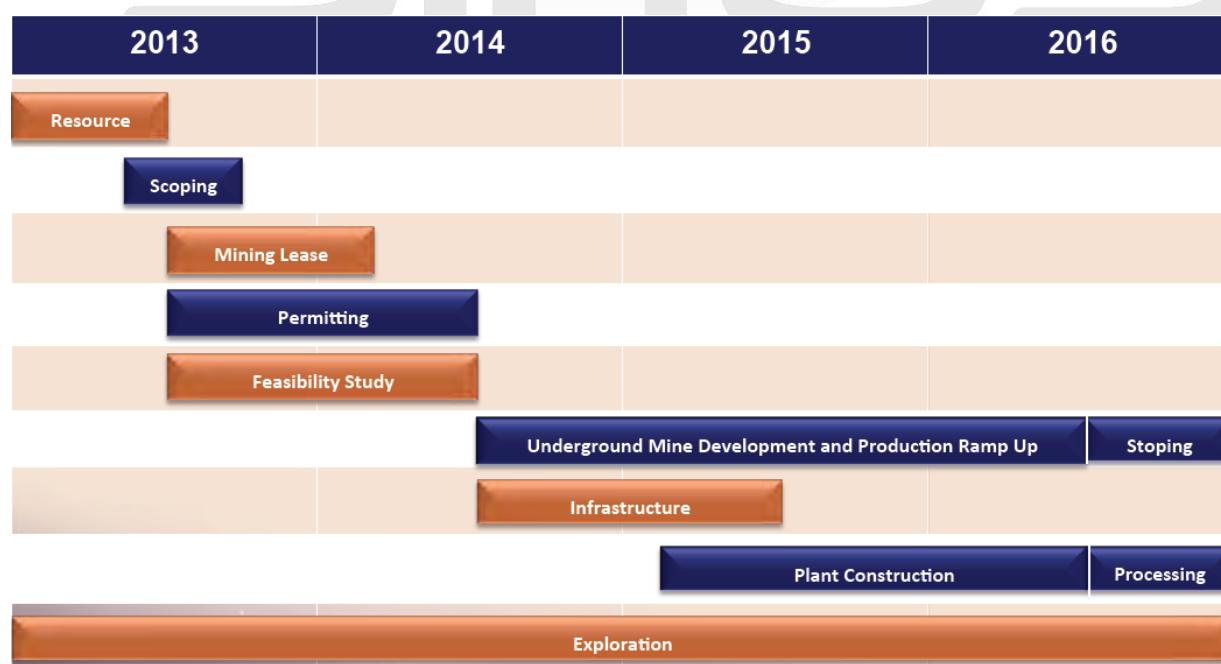 2013 2014 2015 2016
Resource
Scoping
Mining Lease
Permitting
Feasibility Study
Underground Mine Development and Production Ramp Up Stoping
Infrastructure
Plant Construction Processing
Exploration